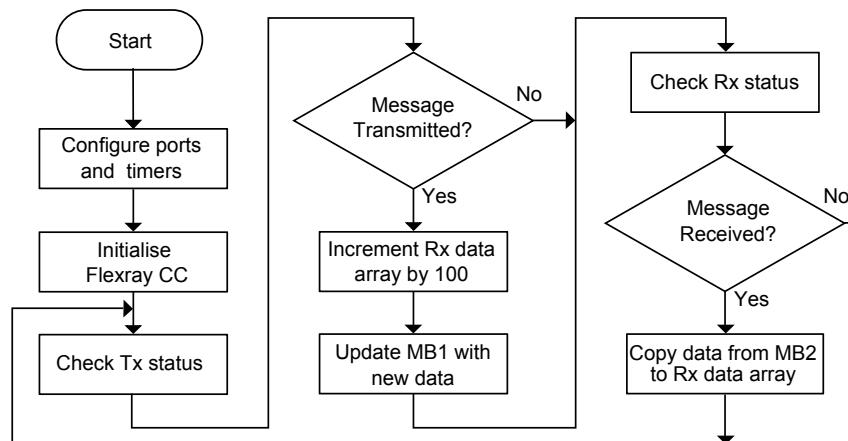 Start
Configure ports
and timers
Initialise
Flexray CC
Check Tx status
Message
Transmitted?
No
Yes
Increment Rx data
array by 100
Update MB1 with
new data
Check Rx status
Message
Received?
No
Yes
Copy data from MB2
to Rx data array